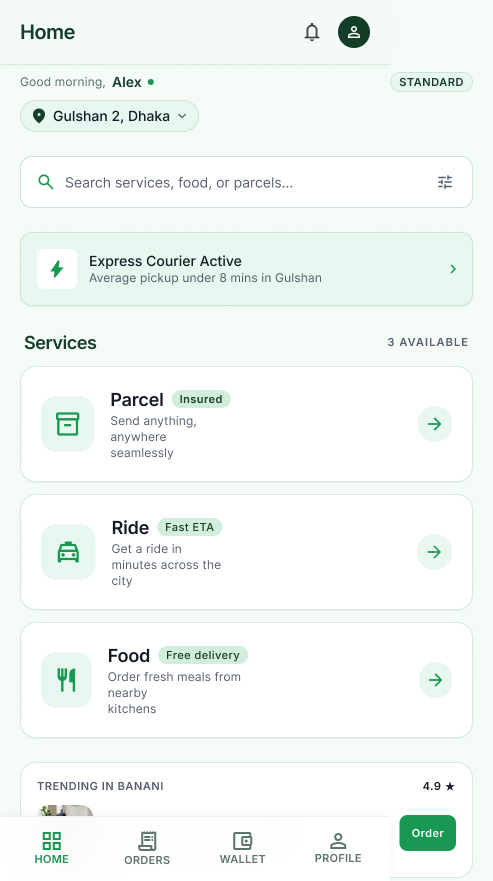 Home
Good morning, Alex
STANDARD
Gulshan 2, Dhaka
Search services, food, or parcels...
Express Courier Active
Average pickup under 8 mins in Gulshan
Services
3 AVAILABLE
Parcel Insured
Send anything,
anywhere
seamlessly
Ride Fast ETA
Get a ride in
minutes across the
city
Food Free delivery
Order fresh meals from
nearby
kitchens
TRENDING IN BANANI
4.9 ★
Order
HOME
ORDERS
WALLET
PROFILE